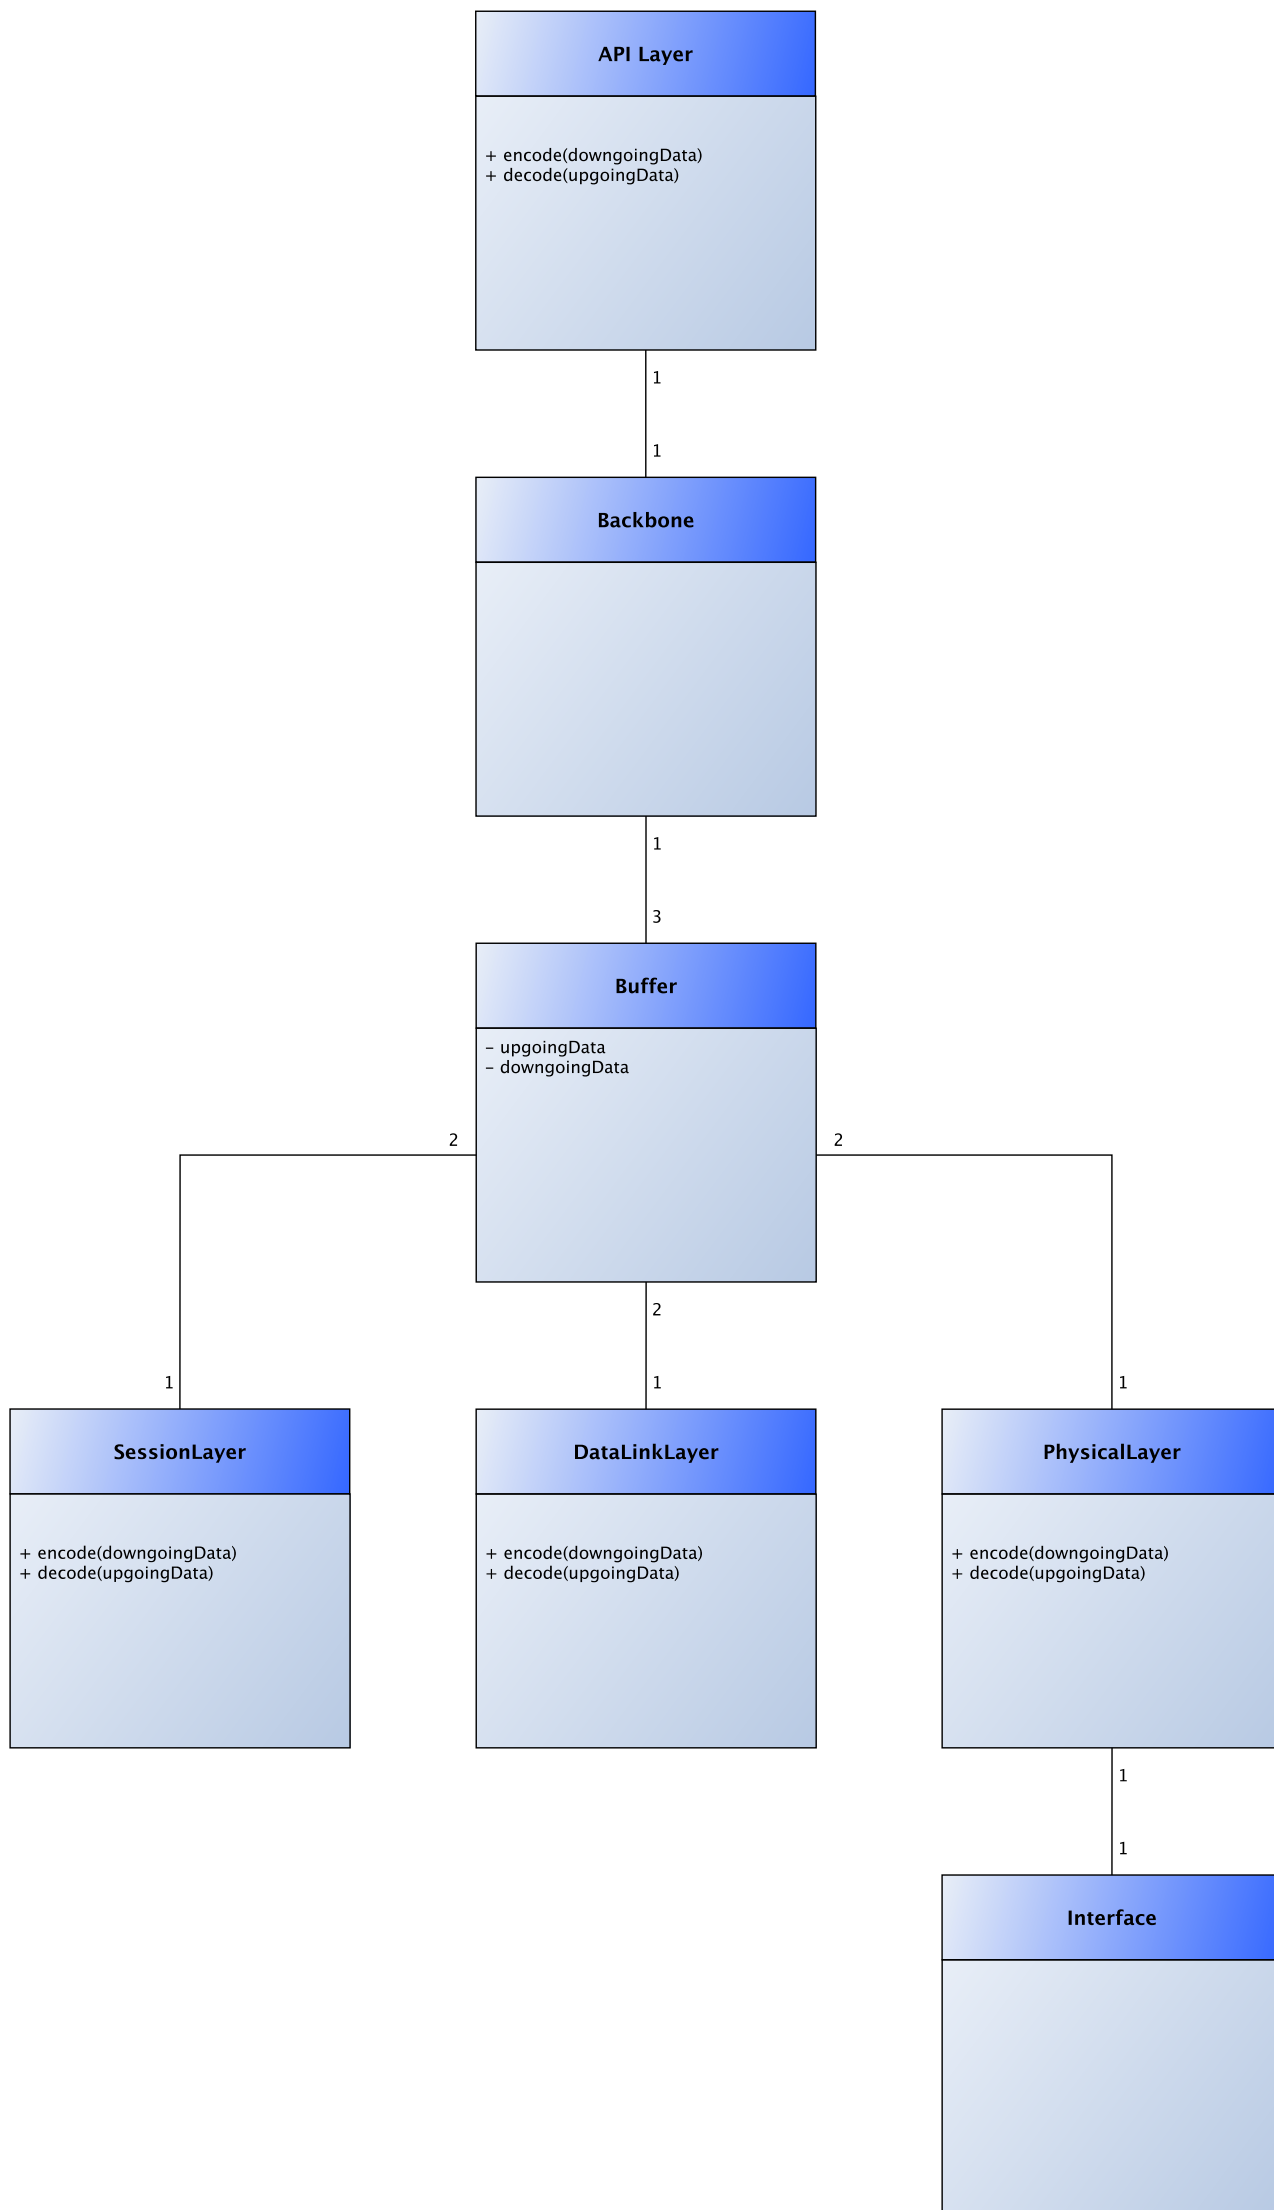 API Layer
+ encode(downgoingData)
+ decode(upgoingData)
1
1
Backbone
1
3
Buffer
– upgoingData
– downgoingData
2
2
2
1
1
1
SessionLayer
DataLinkLayer
PhysicalLayer
+ encode(downgoingData)
+ decode(upgoingData)
+ encode(downgoingData)
+ decode(upgoingData)
+ encode(downgoingData)
+ decode(upgoingData)
1
1
Interface